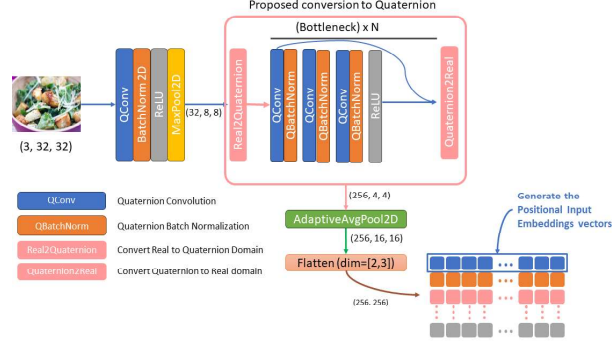 Proposed conversion to Quaternion
(Bottleneck) x N
QConv
BatchNorm 2D
ReLU
MaxPool2D
(32, 8, 8)
Real2Quaternion
QConv
QBatchNorm
QConv
QBatchNorm
QConv
QBatchNorm
ReLU
Quaternion2Real
(3, 32, 32)
(256, 4, 4)
AdaptiveAvgPool2D
(256, 16, 16)
Flatten (dim=[2,3])
(256, 256)
QConv Quaternion Convolution
QBatchNorm Quaternion Batch Normalization
Real2Quaternion Convert Real to Quaternion Domain
Quaternion2Real Convert Quaternion to Real domain
Generate the
Positional Input
Embeddings vectors